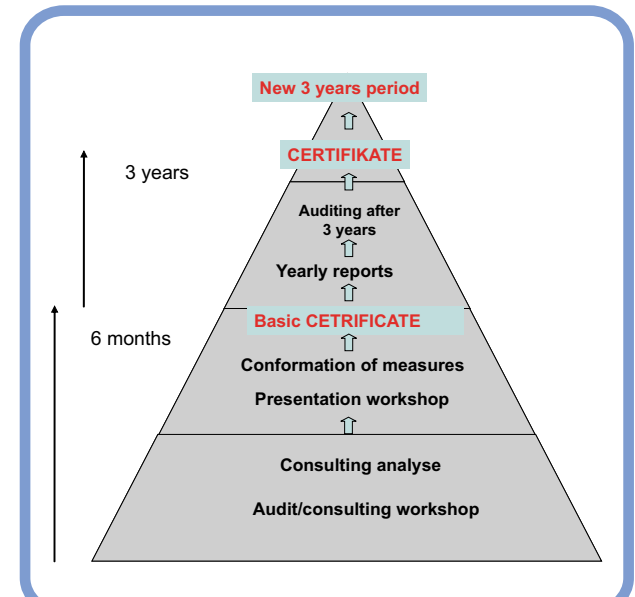 New 3 years period
CERTIFIKATE
3 years
Auditing after
3 years
Yearly reports
Basic CETRIFICATE
6 months
Conformation of measures
Presentation workshop
Consulting analyse
Audit/consulting workshop